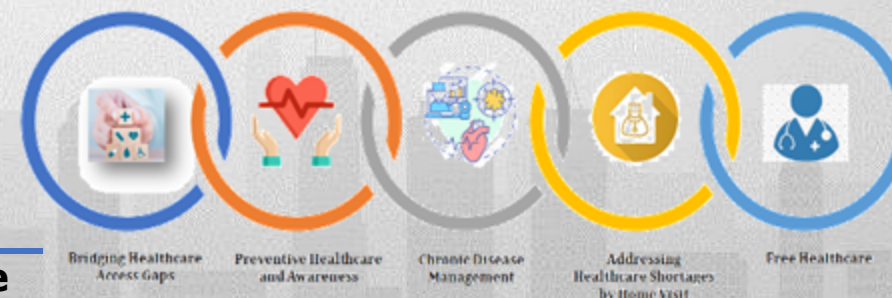 Bridging Healthcare
Access Gaps
Preventive Healthcare
and Awareness
Chronic Disease
Management
Addressing
Healthcare Shortages
by Home Visit
Free Healthcare
e